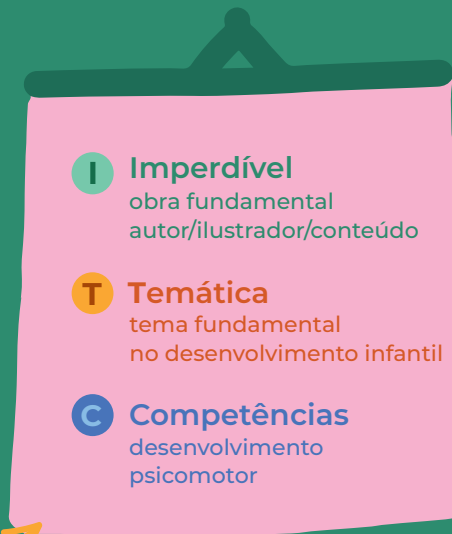 I Imperdível
obra fundamental
autor/ilustrador/conteúdo
T Temática
tema fundamental
no desenvolvimento infantil
C Competências
desenvolvimento
psicomotor